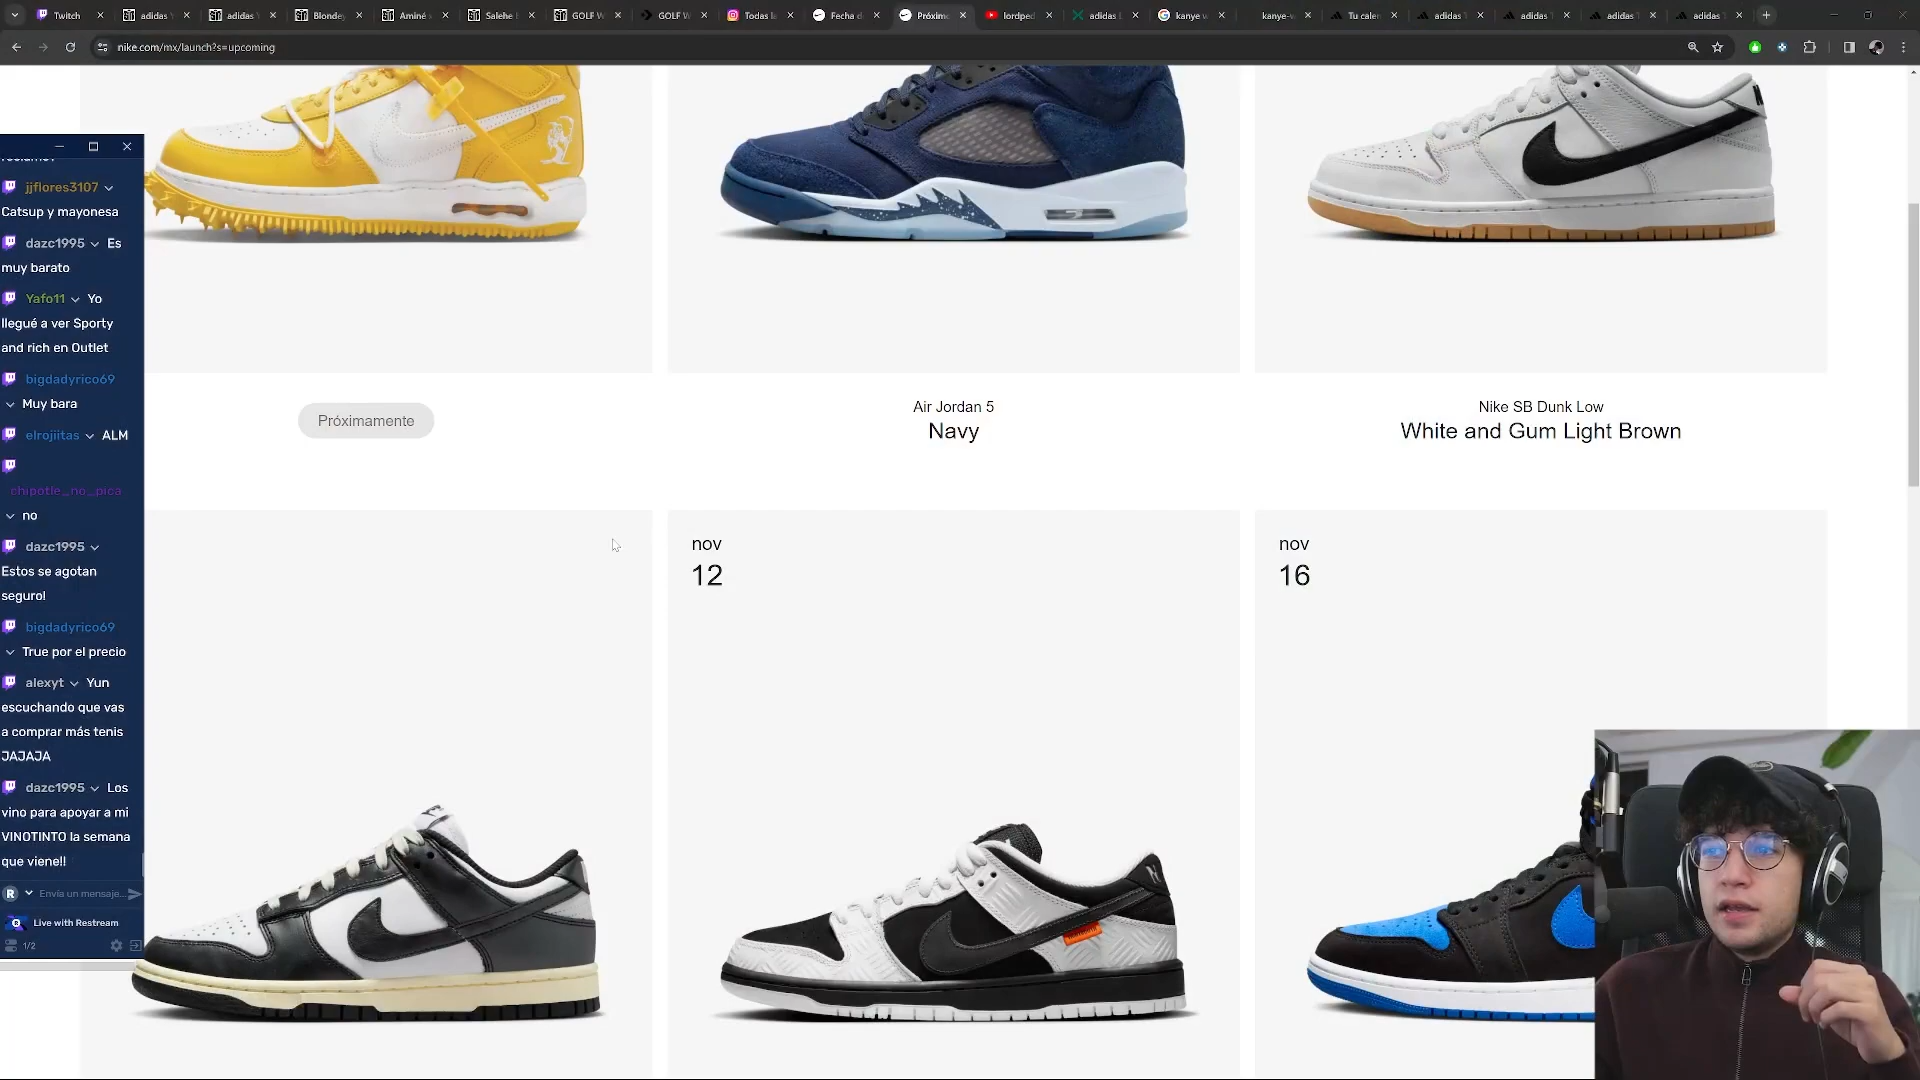 Twitch
adidas
adidas
Blondey
Aminé
Salehe
GOLF W
GOLF W
Todas l
Fecha d
Próxim
lordped
adidas
kanye w
kanye-
Tu calen
adidas
adidas
adidas
adidas
nike.com/mx/launch?s=upcoming
jjflores3107
Catsup y mayonesa
dazc1995 Es
muy barato
Yafo11 Yo
llegué a ver Sporty
and rich en Outlet
bigdadyrico69
Muy bara
elrojiitas ALM
chipotle_no_pica
no
dazc1995
Estos se agotan
seguro!
bigdadyrico69
True por el precio
alexyt Yun
escuchando que vas
a comprar más tenis
JAJAJA
dazc1995 Los
vino para apoyar a mi
VINOTINTO la semana
que viene!!
R
Envía un mensaje...
Live with Restream
1/2
Próximamente
Air Jordan 5
Navy
Nike SB Dunk Low
White and Gum Light Brown
nov
12
nov
16